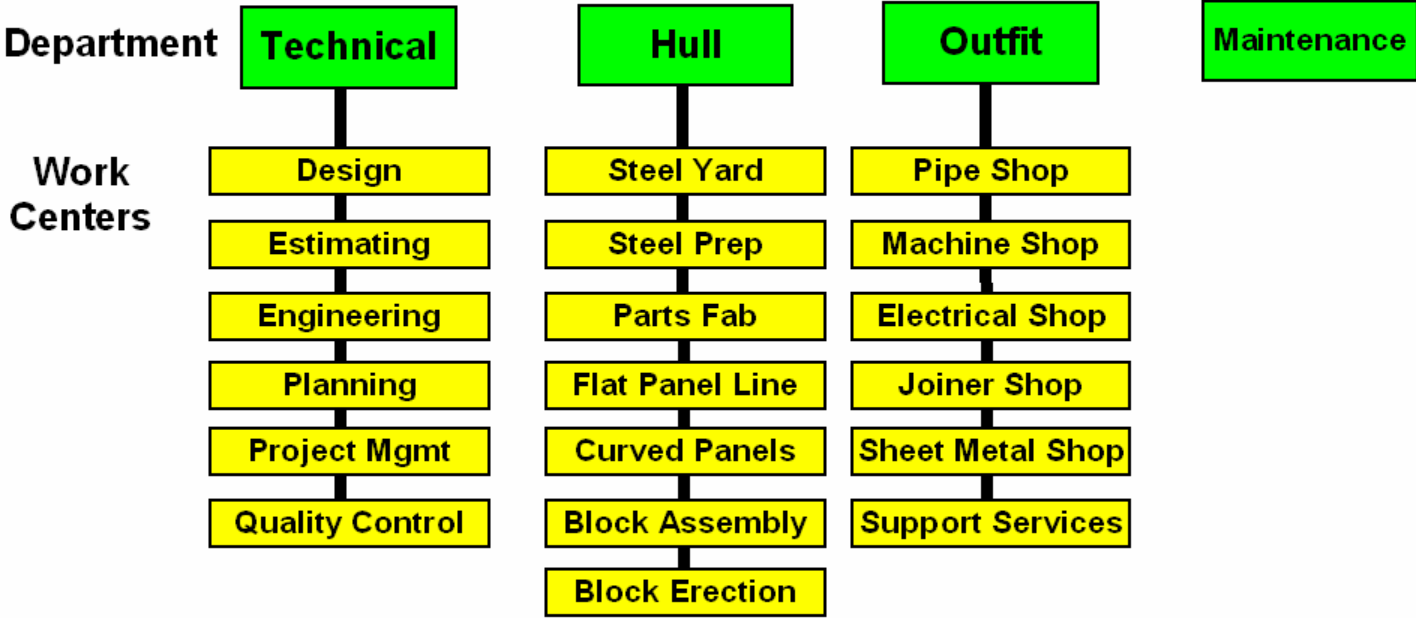 Department
Technical
Hull
Outfit
Maintenance
Work
Centers
Design
Steel Yard
Pipe Shop
Estimating
Steel Prep
Machine Shop
Engineering
Parts Fab
Electrical Shop
Planning
Flat Panel Line
Joiner Shop
Project Mgmt
Curved Panels
Sheet Metal Shop
Quality Control
Block Assembly
Support Services
Block Erection